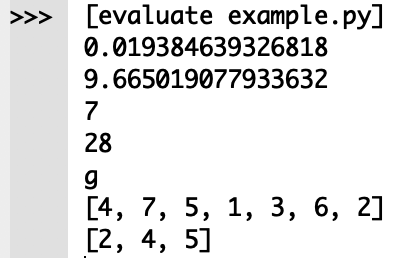 >>> [evaluate example.py]
0.019384639326818
9.665019077933632
7
28
g
[4, 7, 5, 1, 3, 6, 2]
[2, 4, 5]